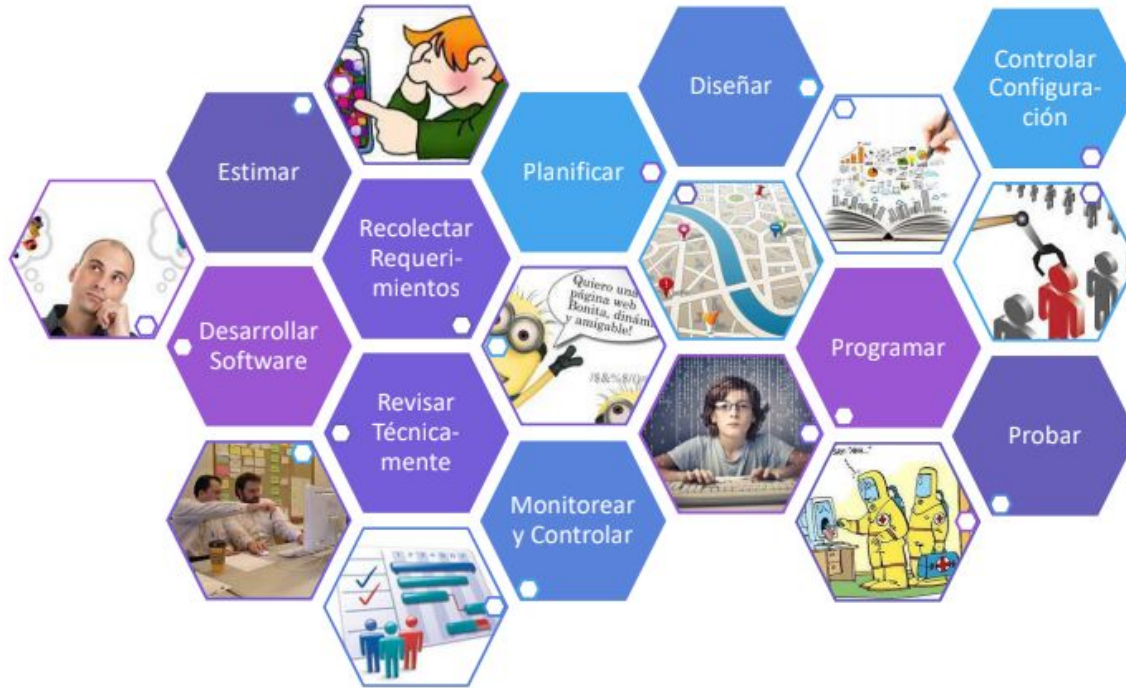 Estimar
Recolectar
Requeri-
mientos
Desarrollar
Software
Revisar
Técnica-
mente
Planificar
Quiero una
página web
Bonita, dinámi
y amigable!
/$&%$/()=
Monitorear
y Controlar
Diseñar
Programar
Controlar
Configura-
ción
Probar